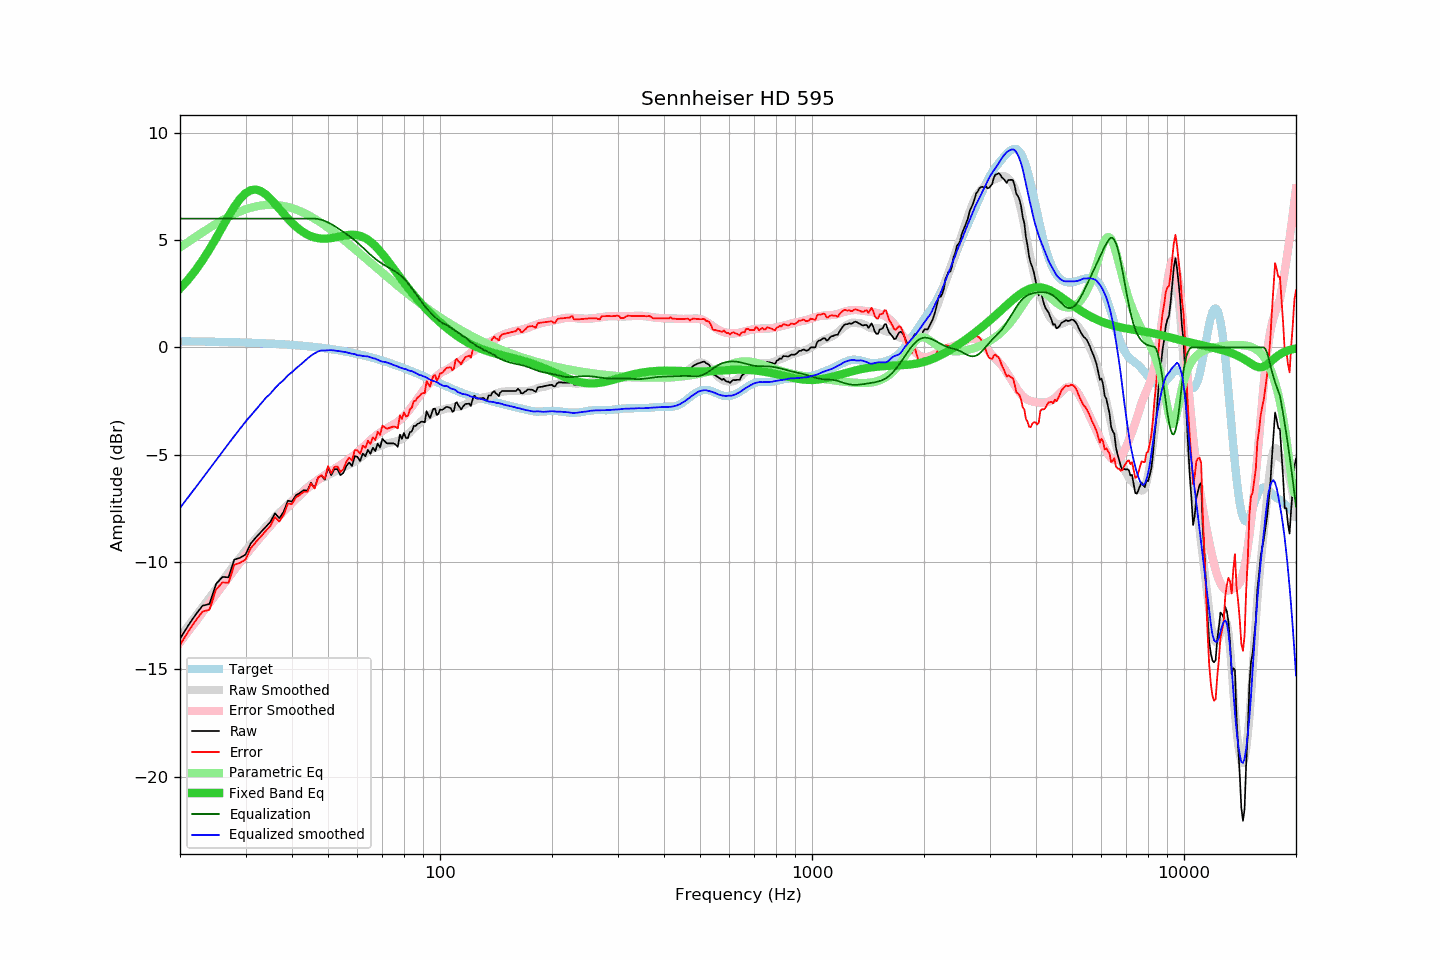 Sennheiser HD 595
10
5
0
−5
−10
−15
−20
Amplitude (dBr)
Target
Raw Smoothed
Error Smoothed
Raw
Error
Parametric Eq
Fixed Band Eq
Equalization
Equalized smoothed
100
1000
10000
Frequency (Hz)